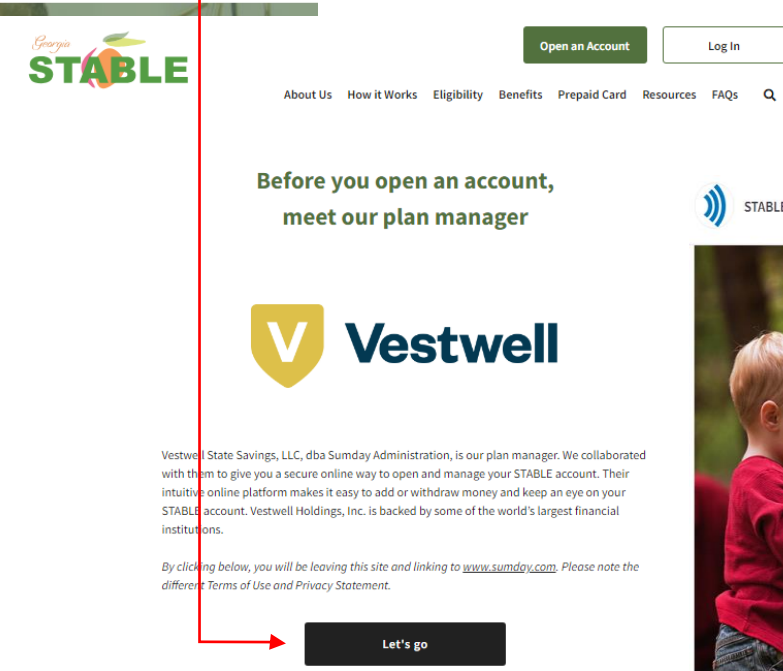 Georgia
STABLE
Open an Account
Log In
About Us How it Works Eligibility Benefits Prepaid Card Resources FAQs
Before you open an account,
meet our plan manager
STABLE
V Vestwell
Vestwell State Savings, LLC, dba Sumday Administration, is our plan manager. We collaborated
with them to give you a secure online way to open and manage your STABLE account. Their
intuitive online platform makes it easy to add or withdraw money and keep an eye on your
STABLE account. Vestwell Holdings, Inc. is backed by some of the world's largest financial
institutions.
By clicking below, you will be leaving this site and linking to www.sumday.com. Please note the
different Terms of Use and Privacy Statement.
Let's go